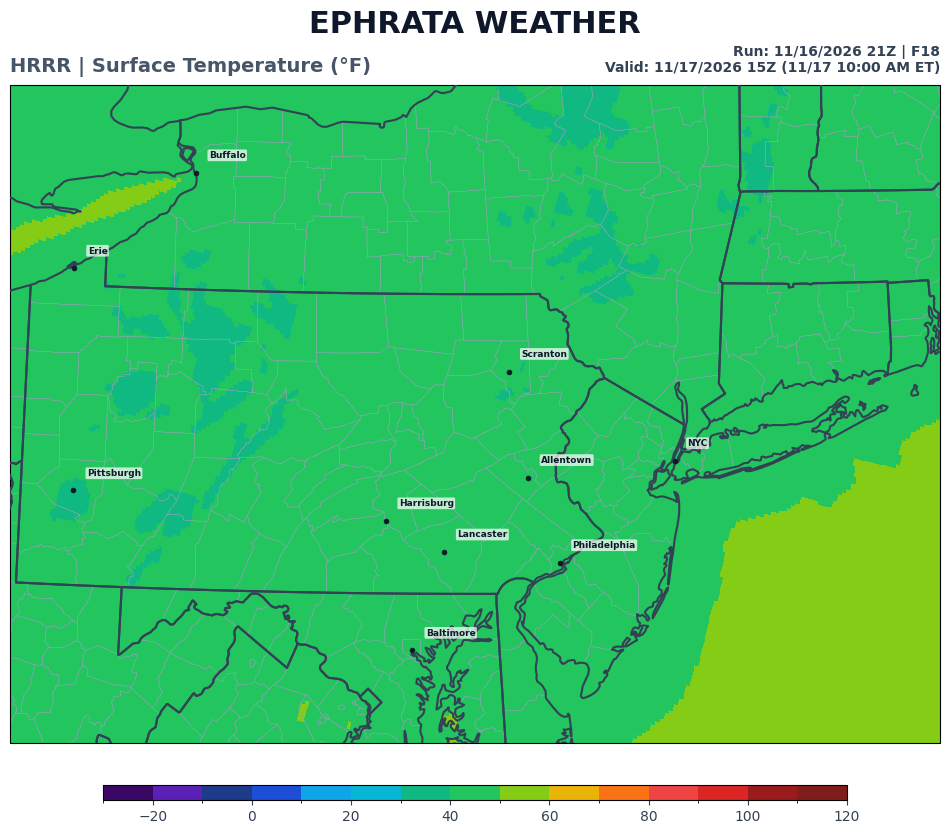 EPHRATA WEATHER
HRRR | Surface Temperature (°F)
Run: 11/16/2026 21Z | F18
Valid: 11/17/2026 15Z (11/17 10:00 AM ET)
Buffalo
Erie
Scranton
NYC
Allentown
Pittsburgh
Harrisburg
Lancaster
Philadelphia
Baltimore
−20 0 20 40 60 80 100 120